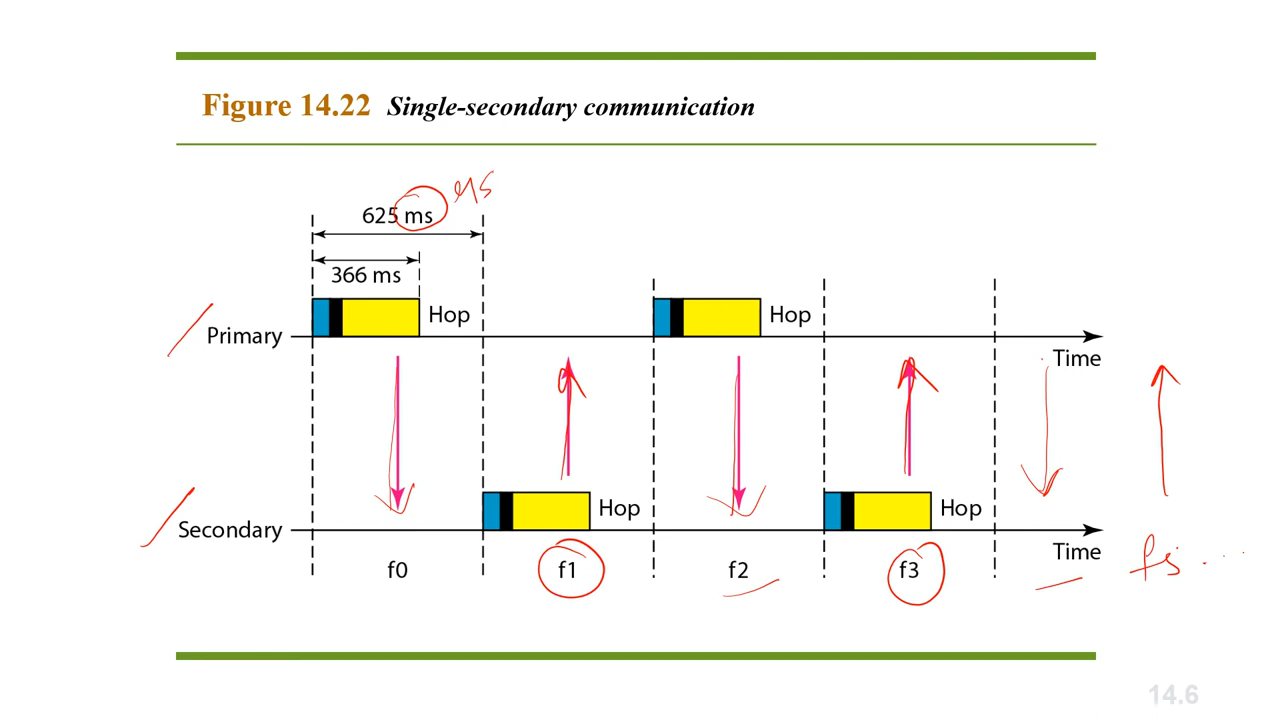 Figure 14.22 Single-secondary communication
625 ms μs
366 ms
Hop Hop
Primary
Time
Hop Hop
Secondary
Time
f0 f1 f2 f3
14.6